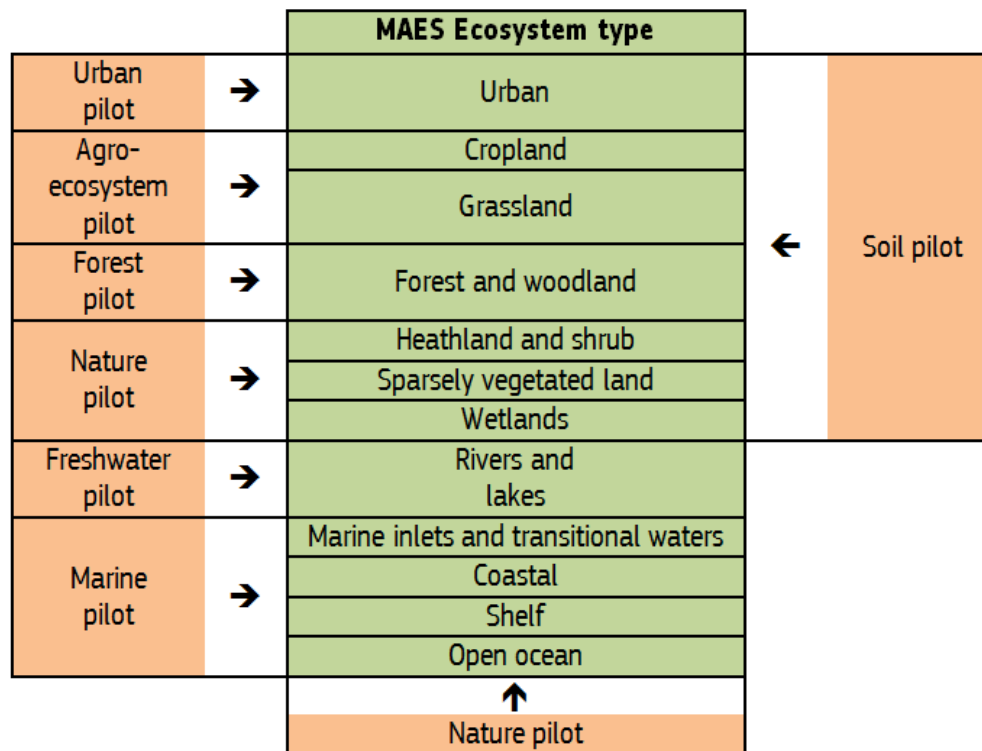 MAES Ecosystem type
Urban
pilot
➔
Urban
Agro-
ecosystem
pilot
➔
Cropland
Grassland
Forest
pilot
➔
Forest and woodland
Nature
pilot
➔
Heathland and shrub
Sparsely vegetated land
Wetlands
🡰
Soil pilot
Freshwater
pilot
➔
Rivers and
lakes
Marine
pilot
➔
Marine inlets and transitional waters
Coastal
Shelf
Open ocean
🡱
Nature pilot